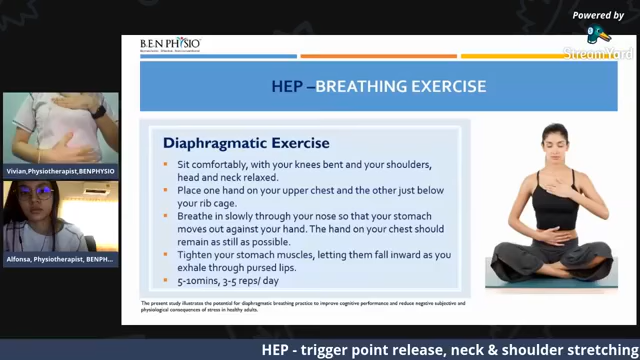 Powered by
StreamYard
B.E.N PHYSIO
HEP –BREATHING EXERCISE
Diaphragmatic Exercise
▪ Sit comfortably, with your knees bent and your shoulders,
head and neck relaxed.
▪ Place one hand on your upper chest and the other just below
your rib cage.
▪ Breathe in slowly through your nose so that your stomach
moves out against your hand. The hand on your chest should
remain as still as possible.
▪ Tighten your stomach muscles, letting them fall inward as you
exhale through pursed lips.
▪ 5-10mins, 3-5 reps/ day
The present study illustrates the potential for diaphragmatic breathing practice to improve cognitive performance and reduce negative subjective and
physiological consequences of stress in healthy adults.
Vivian,Physiotherapist,BENPHYSIO
Alfonsa, Physiotherapist, BENPH...
HEP - trigger point release, neck & shoulder stretching